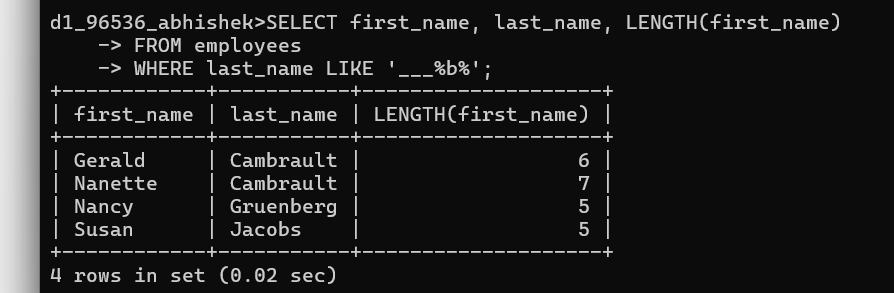 d1_96536_abhishek>SELECT first_name, last_name, LENGTH(first_name)
    -> FROM employees
    -> WHERE last_name LIKE '___%b%';
+------------+-----------+--------------------+
| first_name | last_name | LENGTH(first_name) |
+------------+-----------+--------------------+
| Gerald     | Cambrault |                  6 |
| Nanette    | Cambrault |                  7 |
| Nancy      | Gruenberg |                  5 |
| Susan      | Jacobs    |                  5 |
+------------+-----------+--------------------+
4 rows in set (0.02 sec)